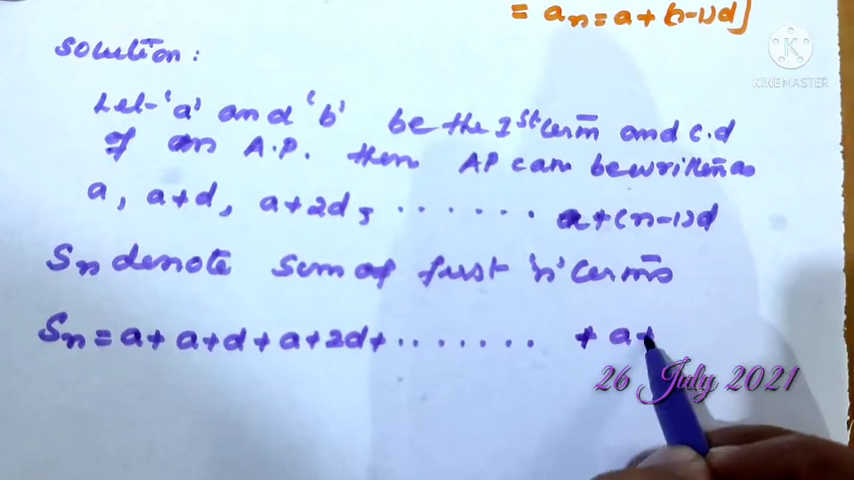 = an = a + (n-1)d]
KINEMASTER
Solution:
Let 'a' and 'b' be the 1st term and c.d
of an A.P. then AP can be written as
a, a+d, a+2d, ....... a+(n-1)d
Sn denote sum of first 'n' terms
Sn = a + a+d + a+2d + ....... + a+
26 July 2021